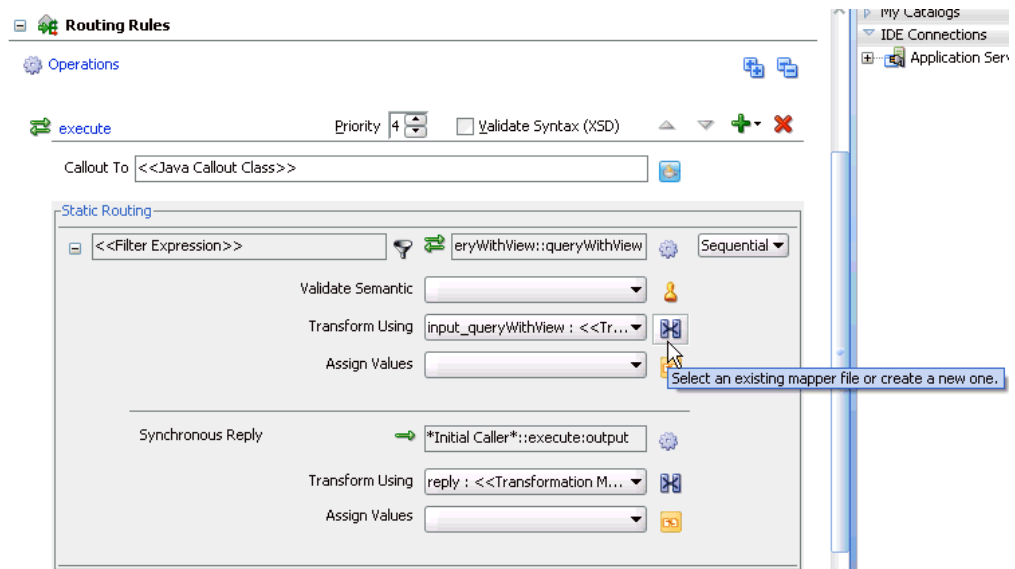 Routing Rules
My Catalogs
IDE Connections
Application Serv
Operations
execute
Priority 4
Validate Syntax (XSD)
Callout To <<Java Callout Class>>
Static Routing
<<Filter Expression>> eryWithView::queryWithView Sequential
Validate Semantic
Transform Using input_queryWithView : <<Tr...
Assign Values
Select an existing mapper file or create a new one.
Synchronous Reply *Initial Caller*::execute:output
Transform Using reply : <<Transformation M...
Assign Values